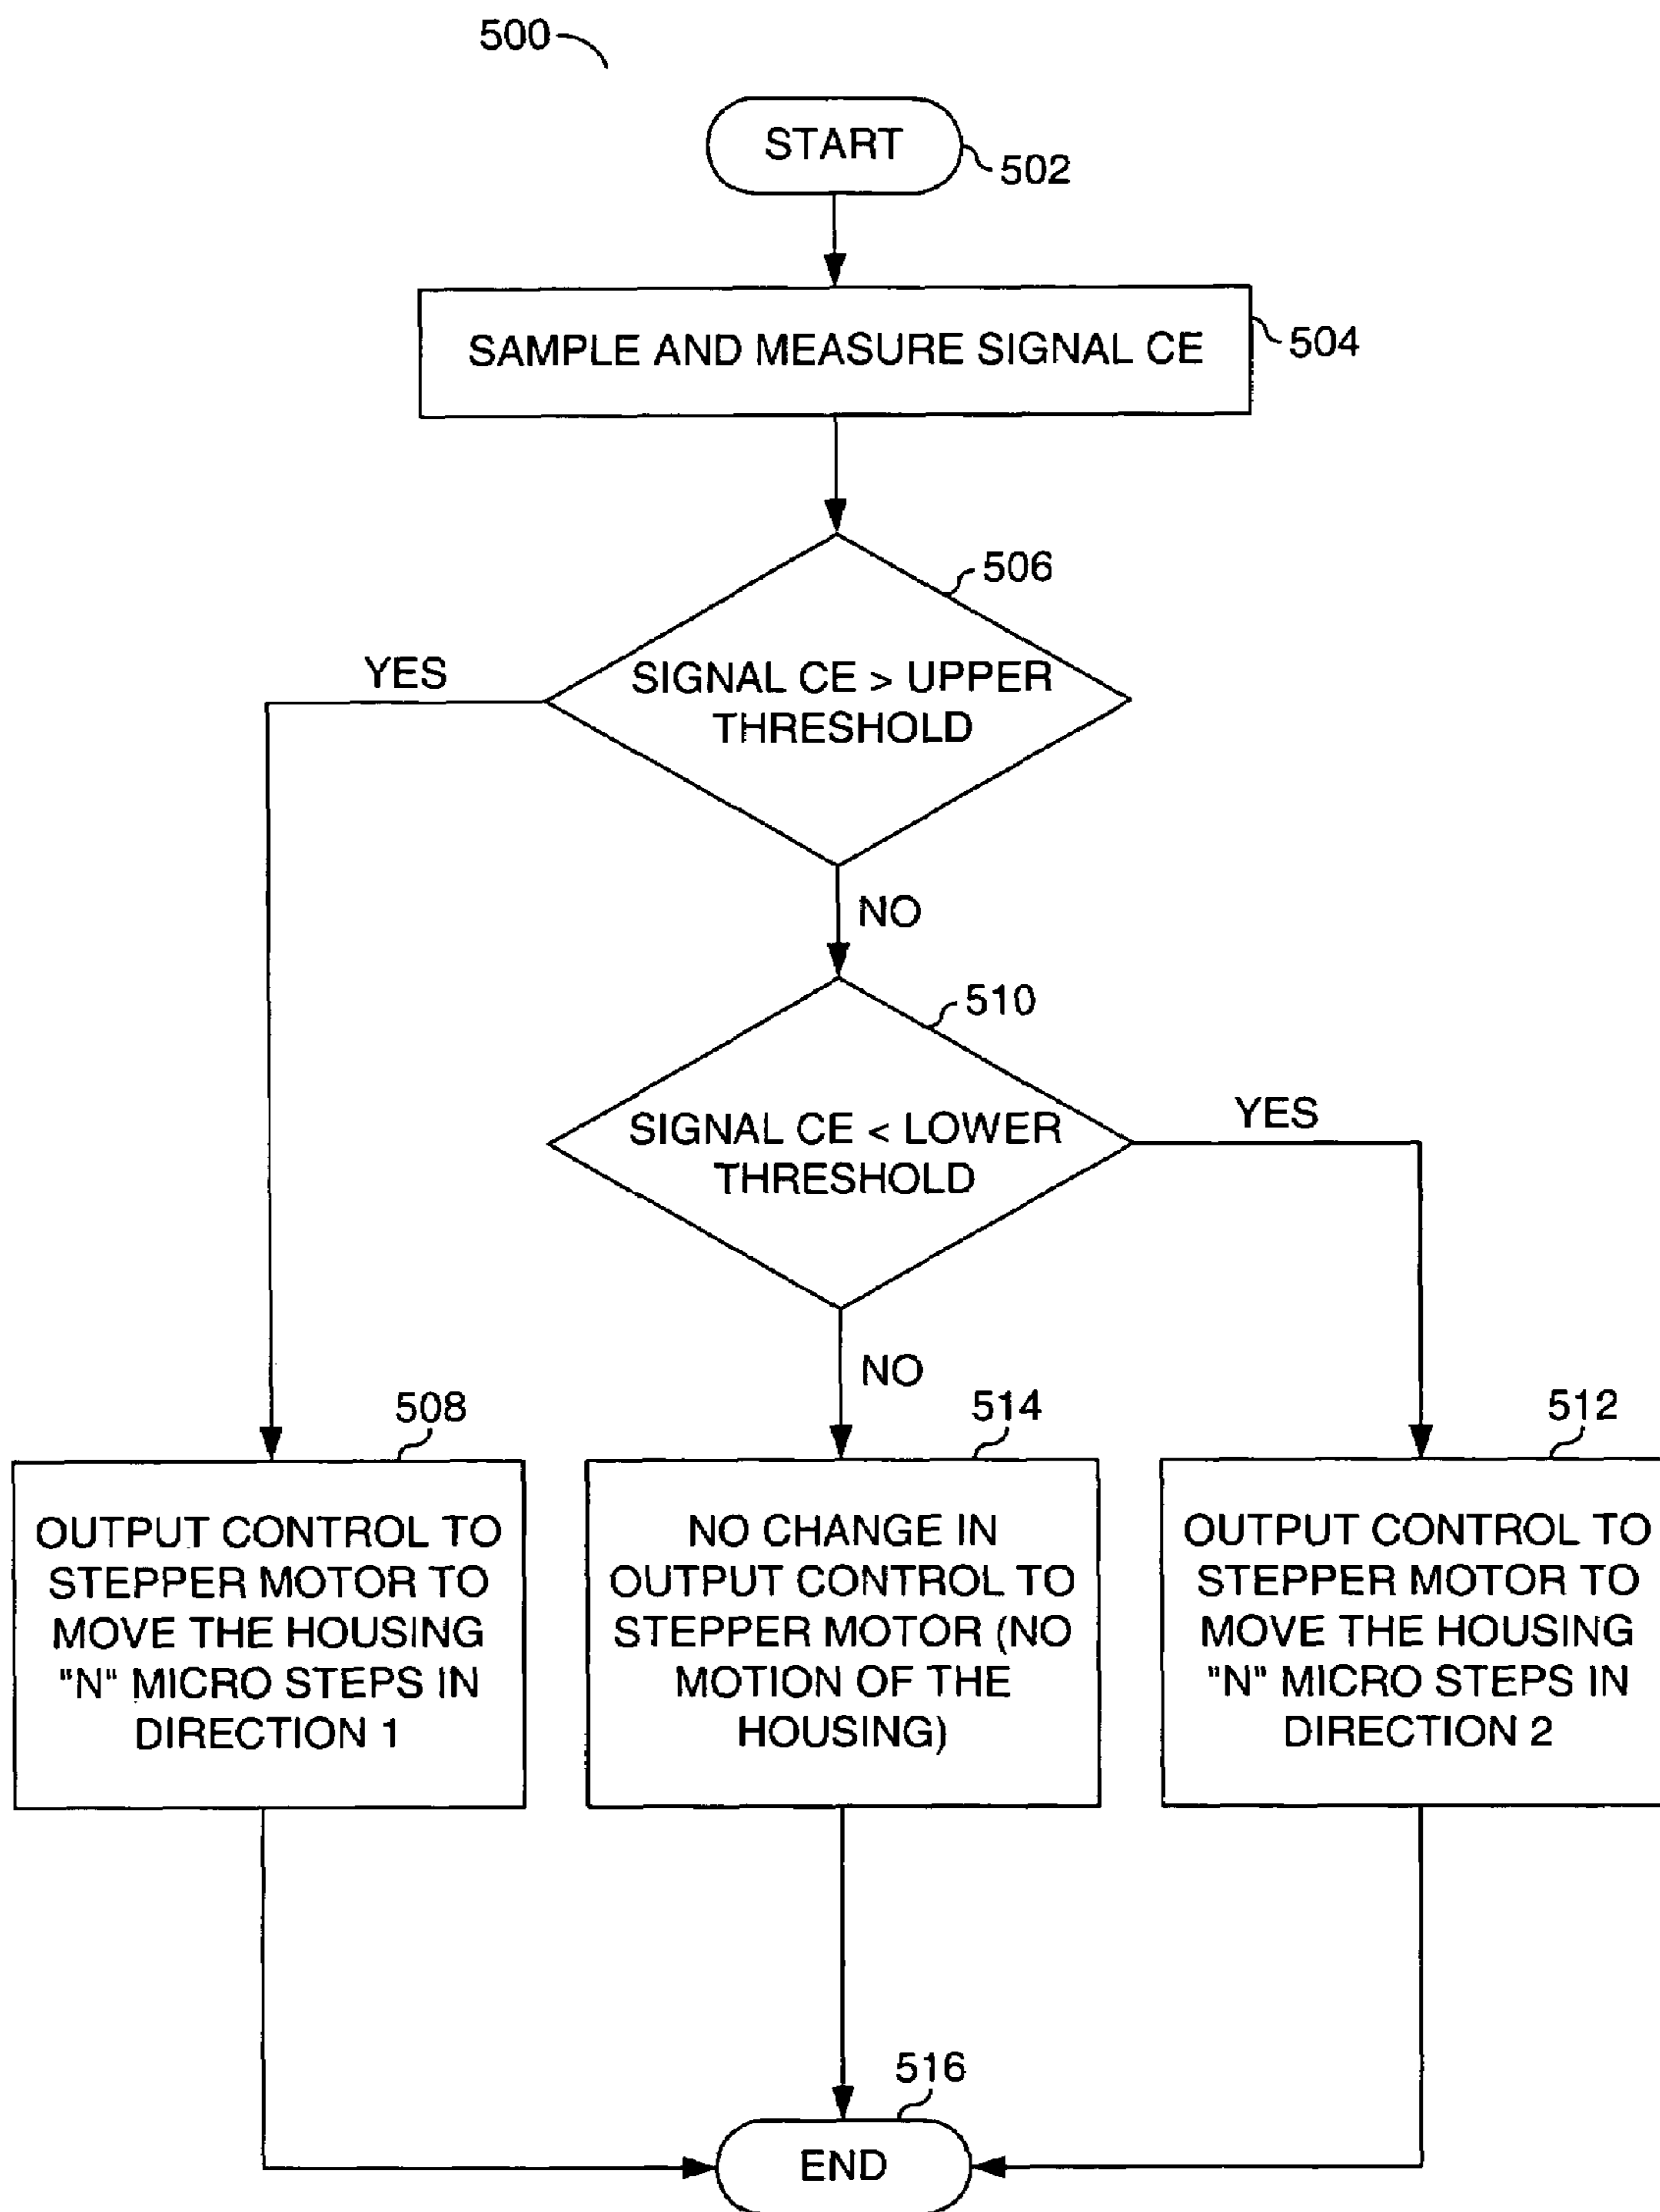 500
START
502
SAMPLE AND MEASURE SIGNAL CE
504
506
SIGNAL CE > UPPER
THRESHOLD
YES
NO
510
SIGNAL CE < LOWER
THRESHOLD
YES
NO
508
OUTPUT CONTROL TO
STEPPER MOTOR TO
MOVE THE HOUSING
"N" MICRO STEPS IN
DIRECTION 1
514
NO CHANGE IN
OUTPUT CONTROL TO
STEPPER MOTOR (NO
MOTION OF THE
HOUSING)
512
OUTPUT CONTROL TO
STEPPER MOTOR TO
MOVE THE HOUSING
"N" MICRO STEPS IN
DIRECTION 2
516
END